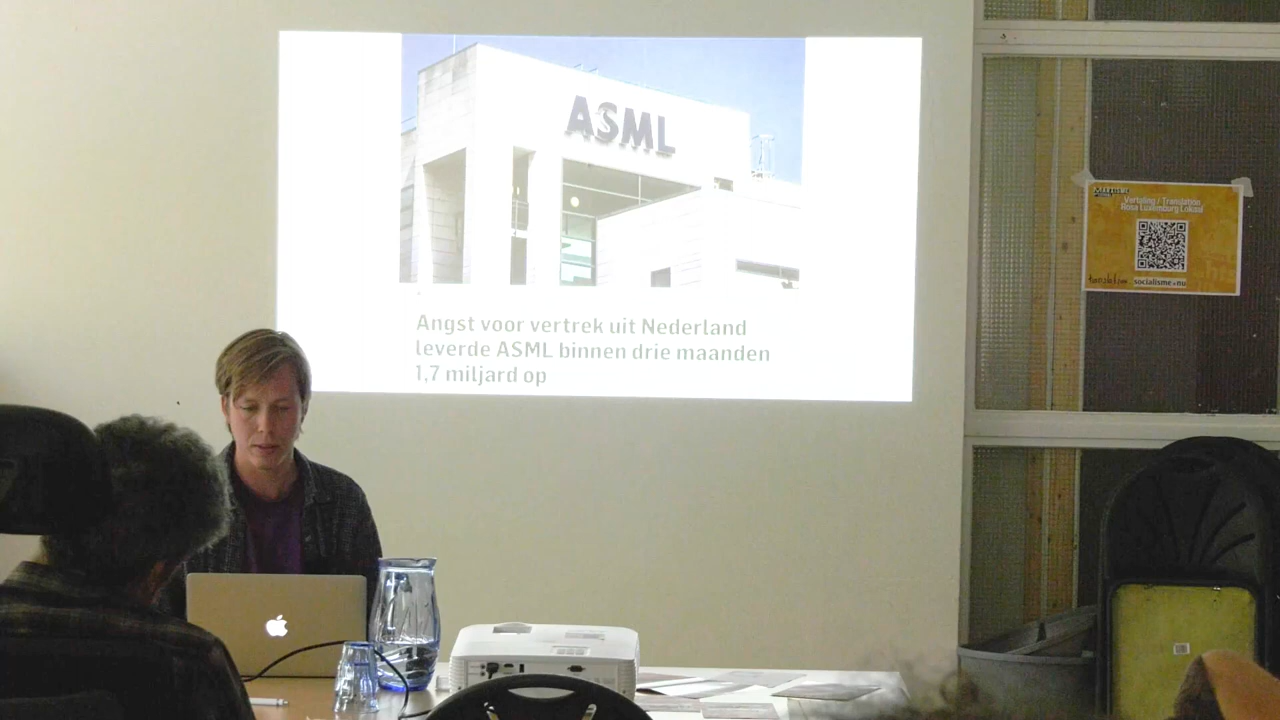 ASML
Angst voor vertrek uit Nederland
leverde ASML binnen drie maanden
1,7 miljard op
Vertaling / Translation
Rosa Luxemburg Lokaal
translation
socialisme.nu